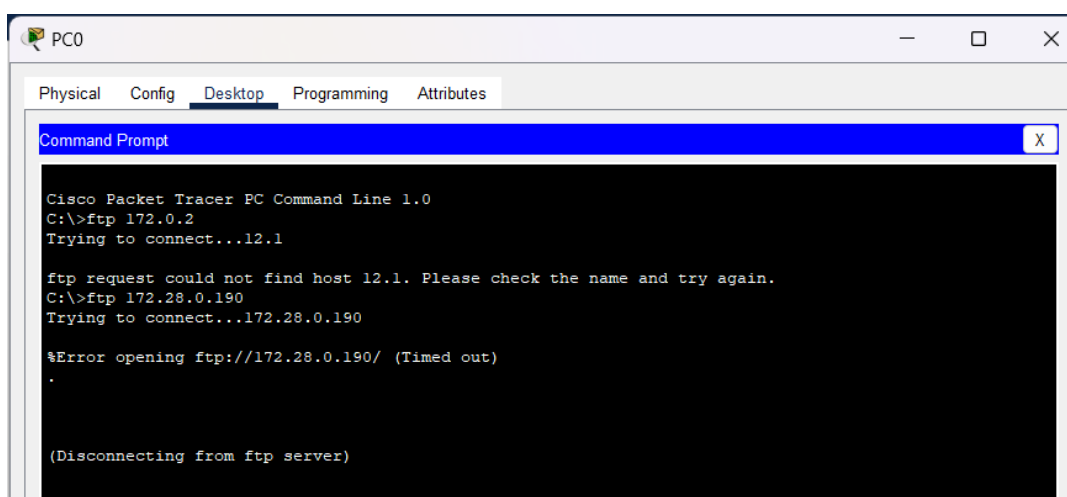 PC0
Physical Config Desktop Programming Attributes
Command Prompt
X
Cisco Packet Tracer PC Command Line 1.0
C:\>ftp 172.0.2
Trying to connect...12.1
ftp request could not find host 12.1. Please check the name and try again.
C:\>ftp 172.28.0.190
Trying to connect...172.28.0.190
%Error opening ftp://172.28.0.190/ (Timed out)
.
(Disconnecting from ftp server)